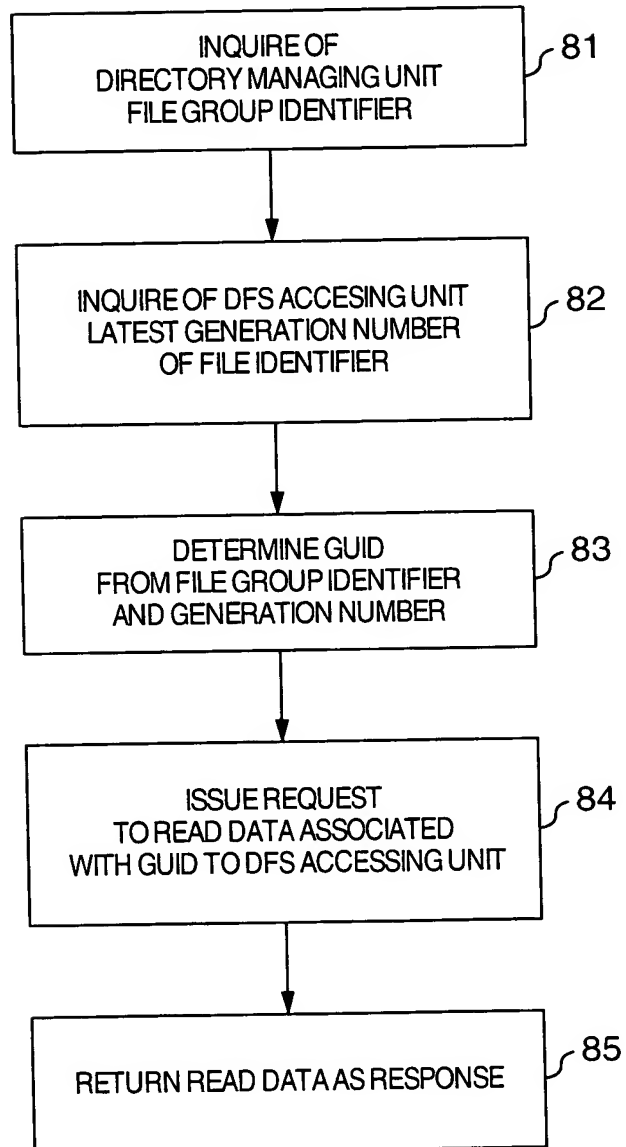 INQUIRE OF
DIRECTORY MANAGING UNIT
FILE GROUP IDENTIFIER
81
INQUIRE OF DFS ACCESING UNIT
LATEST GENERATION NUMBER
OF FILE IDENTIFIER
82
DETERMINE GUID
FROM FILE GROUP IDENTIFIER
AND GENERATION NUMBER
83
ISSUE REQUEST
TO READ DATA ASSOCIATED
WITH GUID TO DFS ACCESSING UNIT
84
RETURN READ DATA AS RESPONSE
85